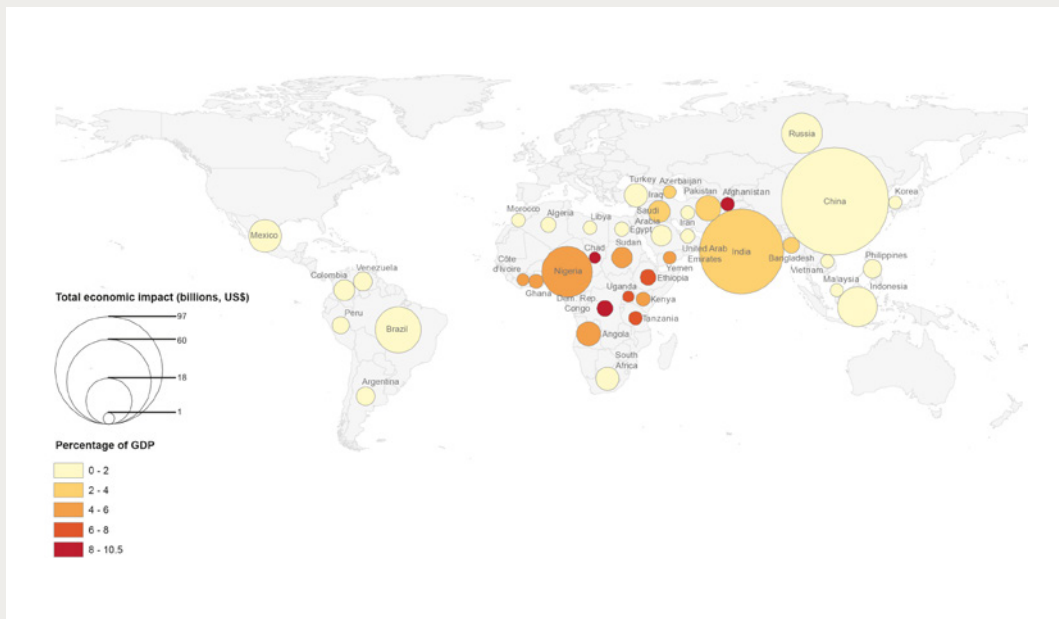 Russia
Turkey
Azerbaijan
Iraq
Pakistan
Afghanistan
Korea
China
Morocco
Algeria
Libya
Saudi
Arabia
Iran
Egypt
Mexico
Chad
Sudan
United Arab
Emirates
India
Bangladesh
Côte
d'Ivoire
Nigeria
Yemen
Ethiopia
Vietnam
Philippines
Colombia
Venezuela
Ghana
Uganda
Malaysia
Indonesia
Dem. Rep.
Congo
Kenya
Peru
Brazil
Tanzania
Angola
South
Africa
Argentina
Total economic impact (billions, US$)
97
60
18
1
Percentage of GDP
0 - 2
2 - 4
4 - 6
6 - 8
8 - 10.5